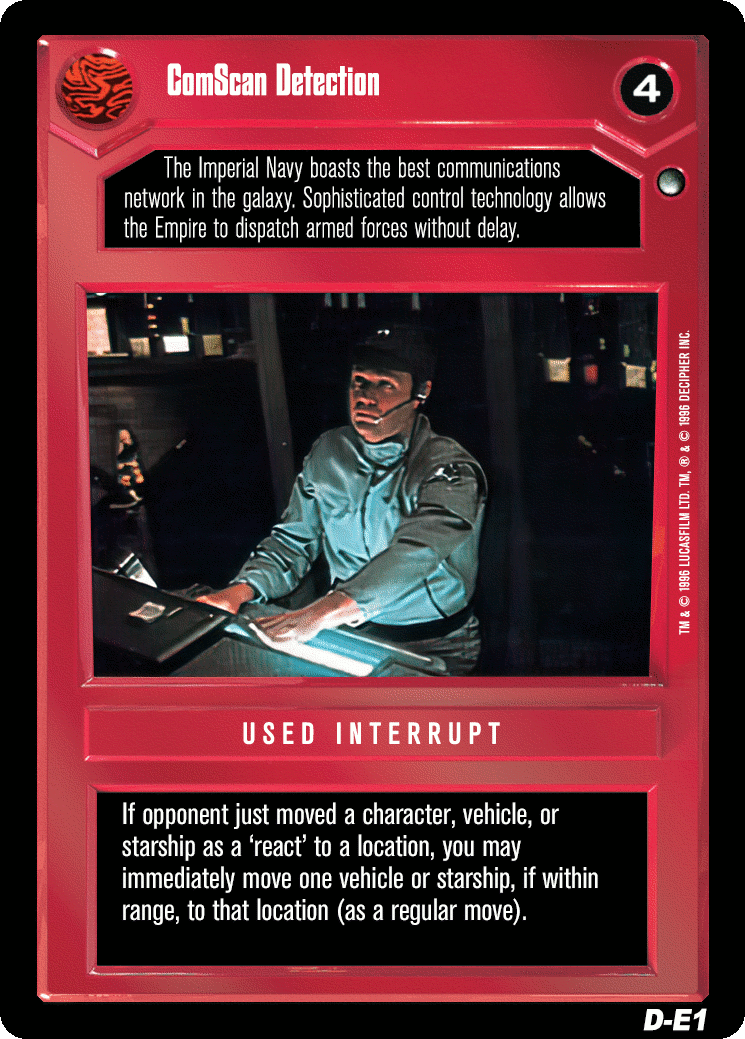 ComScan Detection
4
The Imperial Navy boasts the best communications
network in the galaxy. Sophisticated control technology allows
the Empire to dispatch armed forces without delay.
TM & © 1996 LUCASFILM LTD. TM, ® & © 1996 DECIPHER INC.
USED INTERRUPT
If opponent just moved a character, vehicle, or
starship as a ‘react’ to a location, you may
immediately move one vehicle or starship, if within
range, to that location (as a regular move).
D-E1